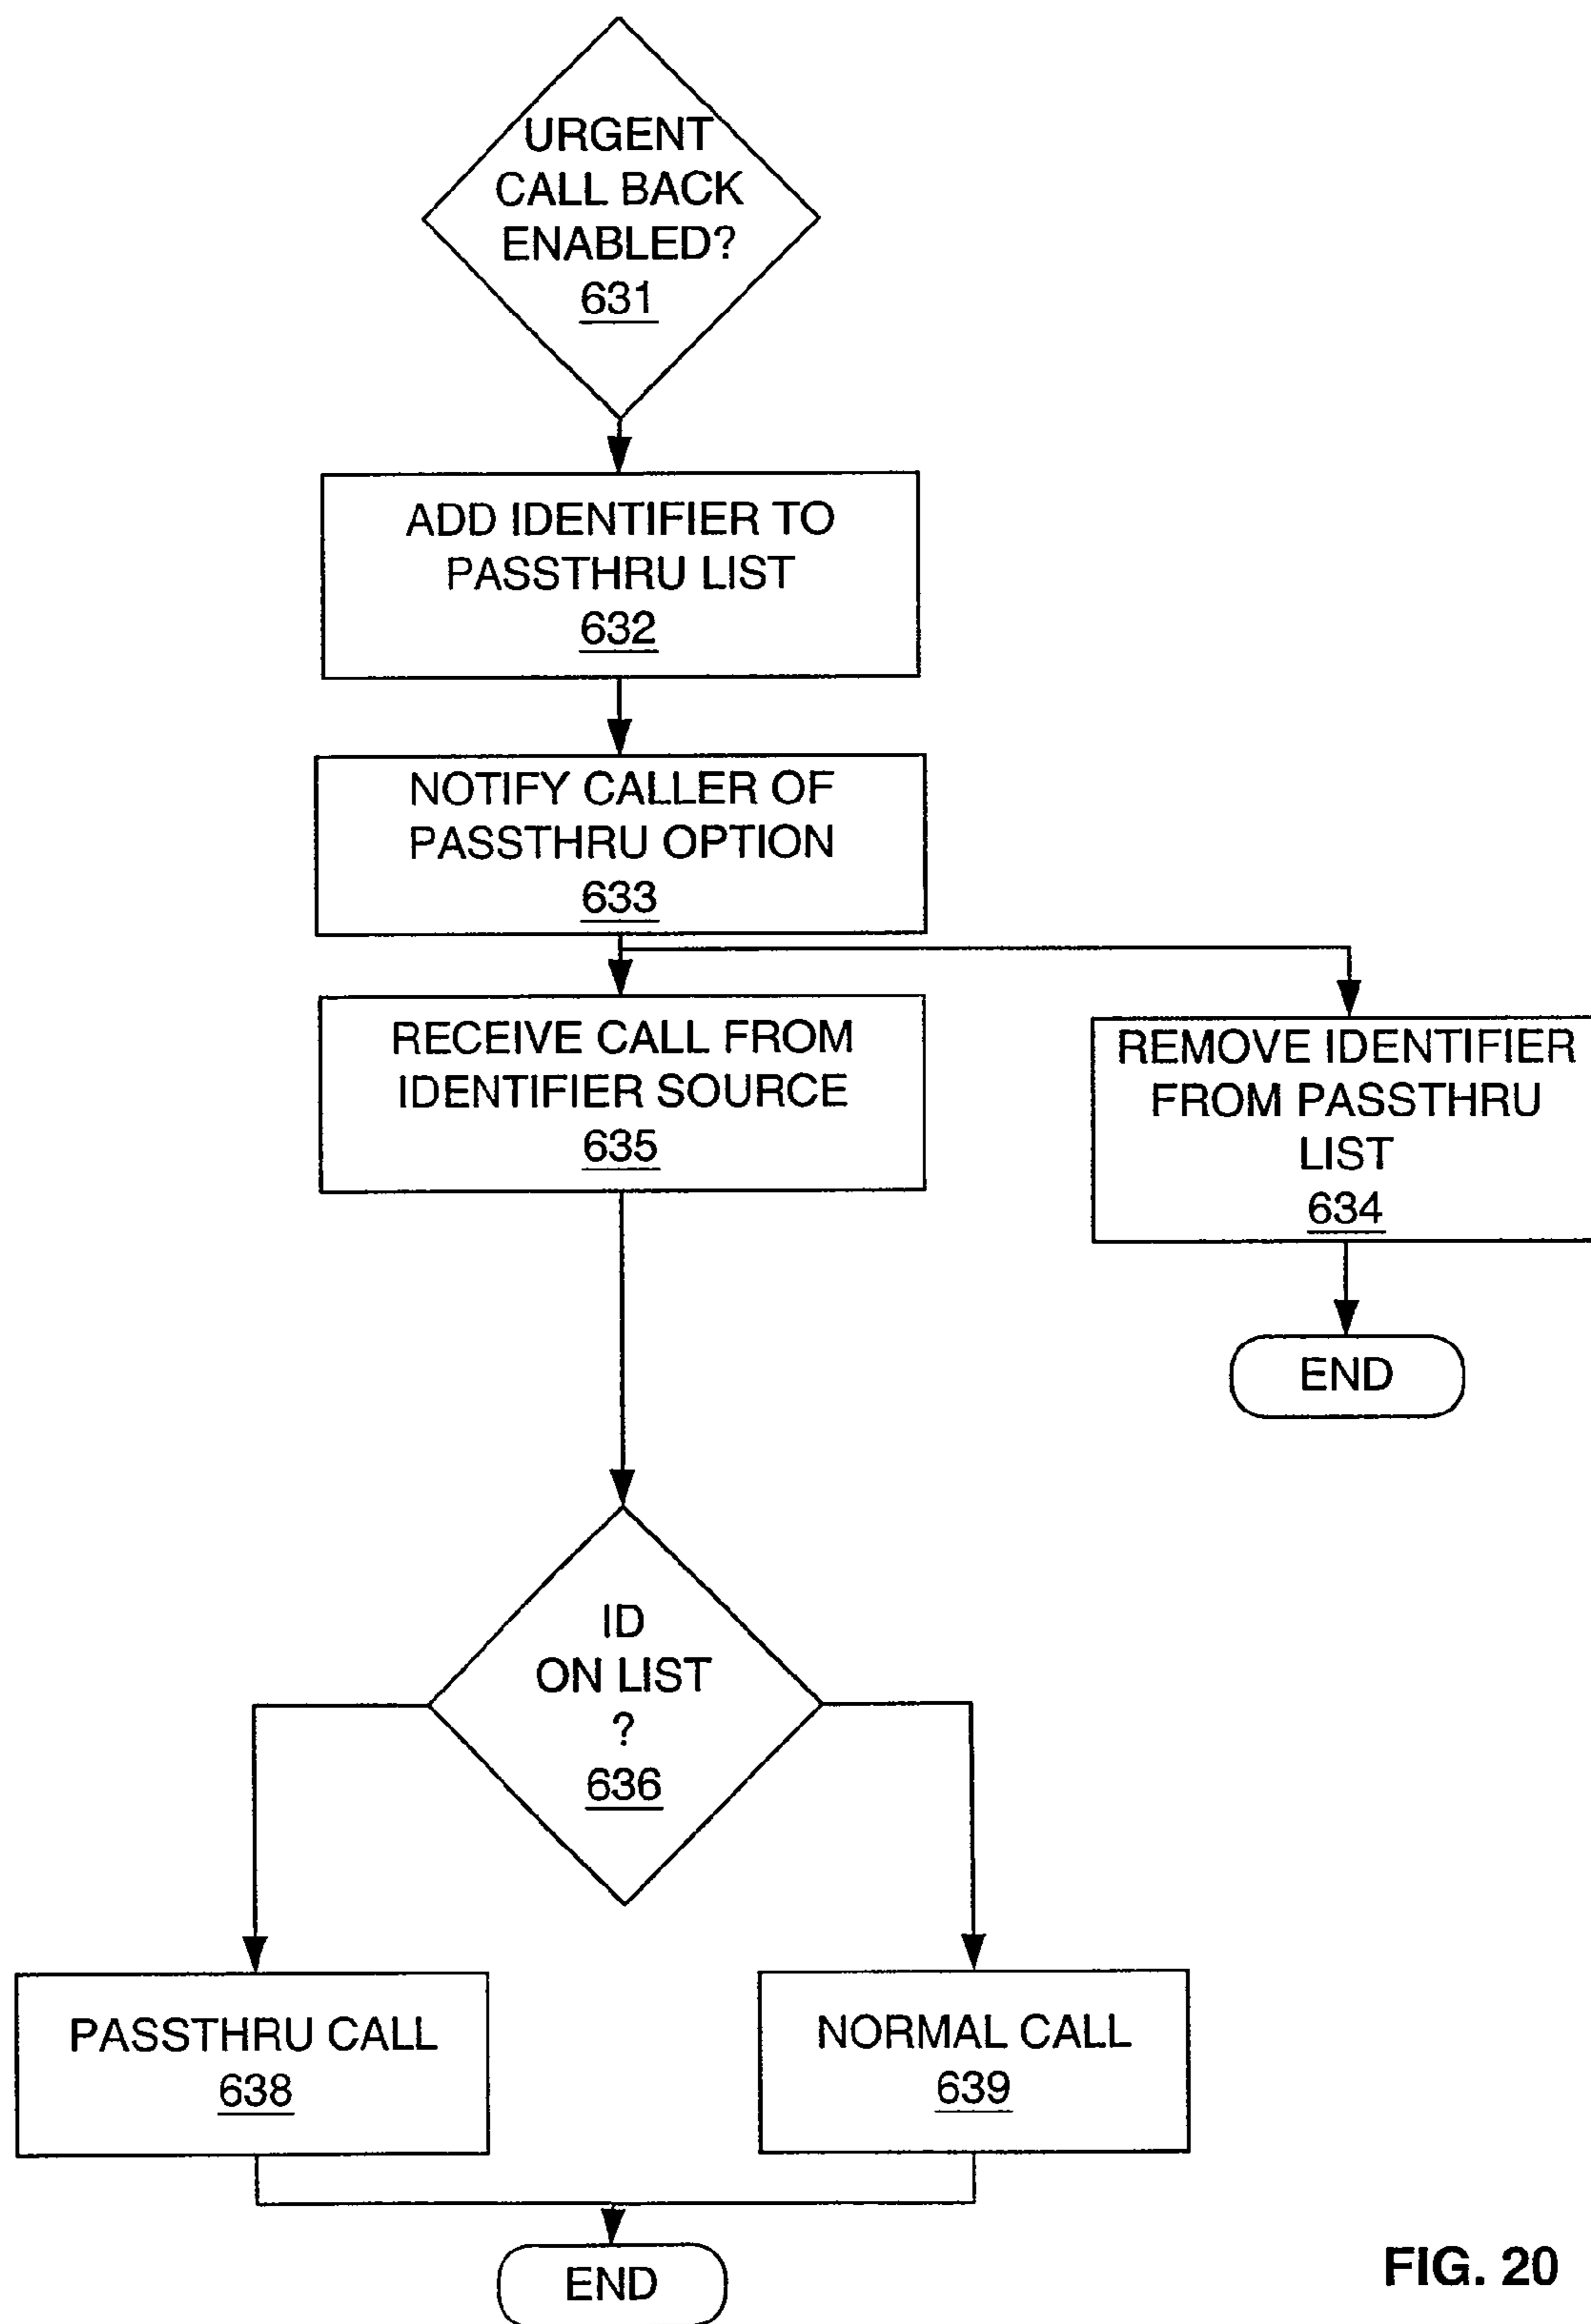 URGENT
CALL BACK
ENABLED?
631
ADD IDENTIFIER TO
PASSTHRU LIST
632
NOTIFY CALLER OF
PASSTHRU OPTION
633
RECEIVE CALL FROM
IDENTIFIER SOURCE
635
REMOVE IDENTIFIER
FROM PASSTHRU
LIST
634
END
ID
ON LIST
?
636
PASSTHRU CALL
638
NORMAL CALL
639
END
FIG. 20